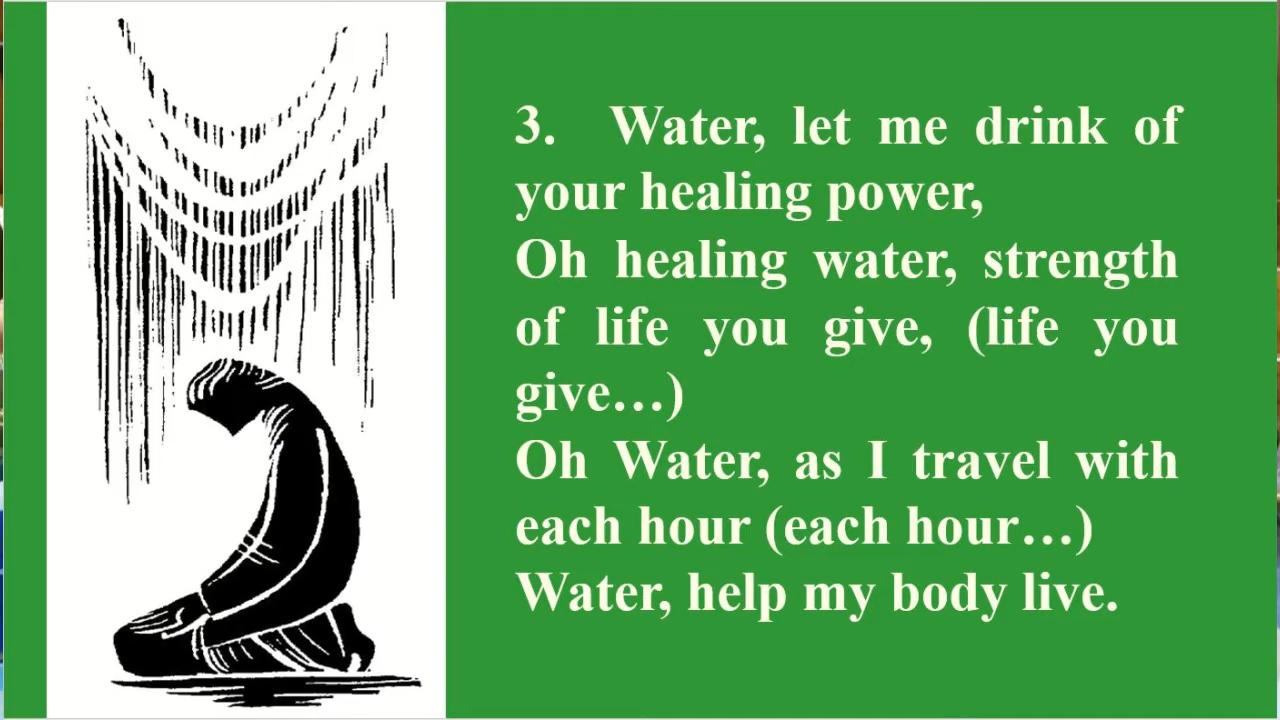 3. Water, let me drink of
your healing power,
Oh healing water, strength
of life you give, (life you
give…)
Oh Water, as I travel with
each hour (each hour…)
Water, help my body live.